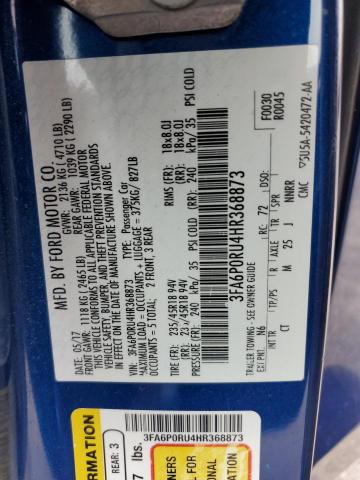 MFD. BY FORD MOTOR CO.
05/17 GVWR: 2136 KG ( 4710 LB)
FRONT GAWR: 1118 KG (2465LB) REAR GAWR: 1039 KG ( 2290 LB)
THIS VEHICLE CONFORMS TO ALL APPLICABLE FEDERAL MOTOR
VEHICLE SAFETY, BUMPER, AND THEFT PREVENTION STANDARDS
IN EFFECT ON THE DATE OF MANUFACTURE SHOWN ABOVE.
VIN: 3FA6P0RU4HR368873 TYPE: Passenger Car
*MAXIMUM LOAD = OCCUPANTS + LUGGAGE = 375KG/ 827LB
OCCUPANTS = 5 TOTAL, 2 FRONT, 3 REAR
TIRE (FR): 235/45R18 94V RIMS (FR): 18x8.0J
(RR): 235/45R18 94V (RR): 18x8.0J
PRESSURE (FR): 240 kPa/ 35 PSI COLD (RR): 240 kPa/ 35 PSI COLD
3FA6P0RU4HR368873
TRAILER TOWING - SEE OWNER GUIDE
EXT PNT: N6 RC: 72 DSO: F0030
R0045
INT TR TP/PS R AXLE TR SPR
CT M 25 J NNRR
CMC 5U5A-5420472-AA
3FA6P0RU4HR368873
REAR: 3
lbs.